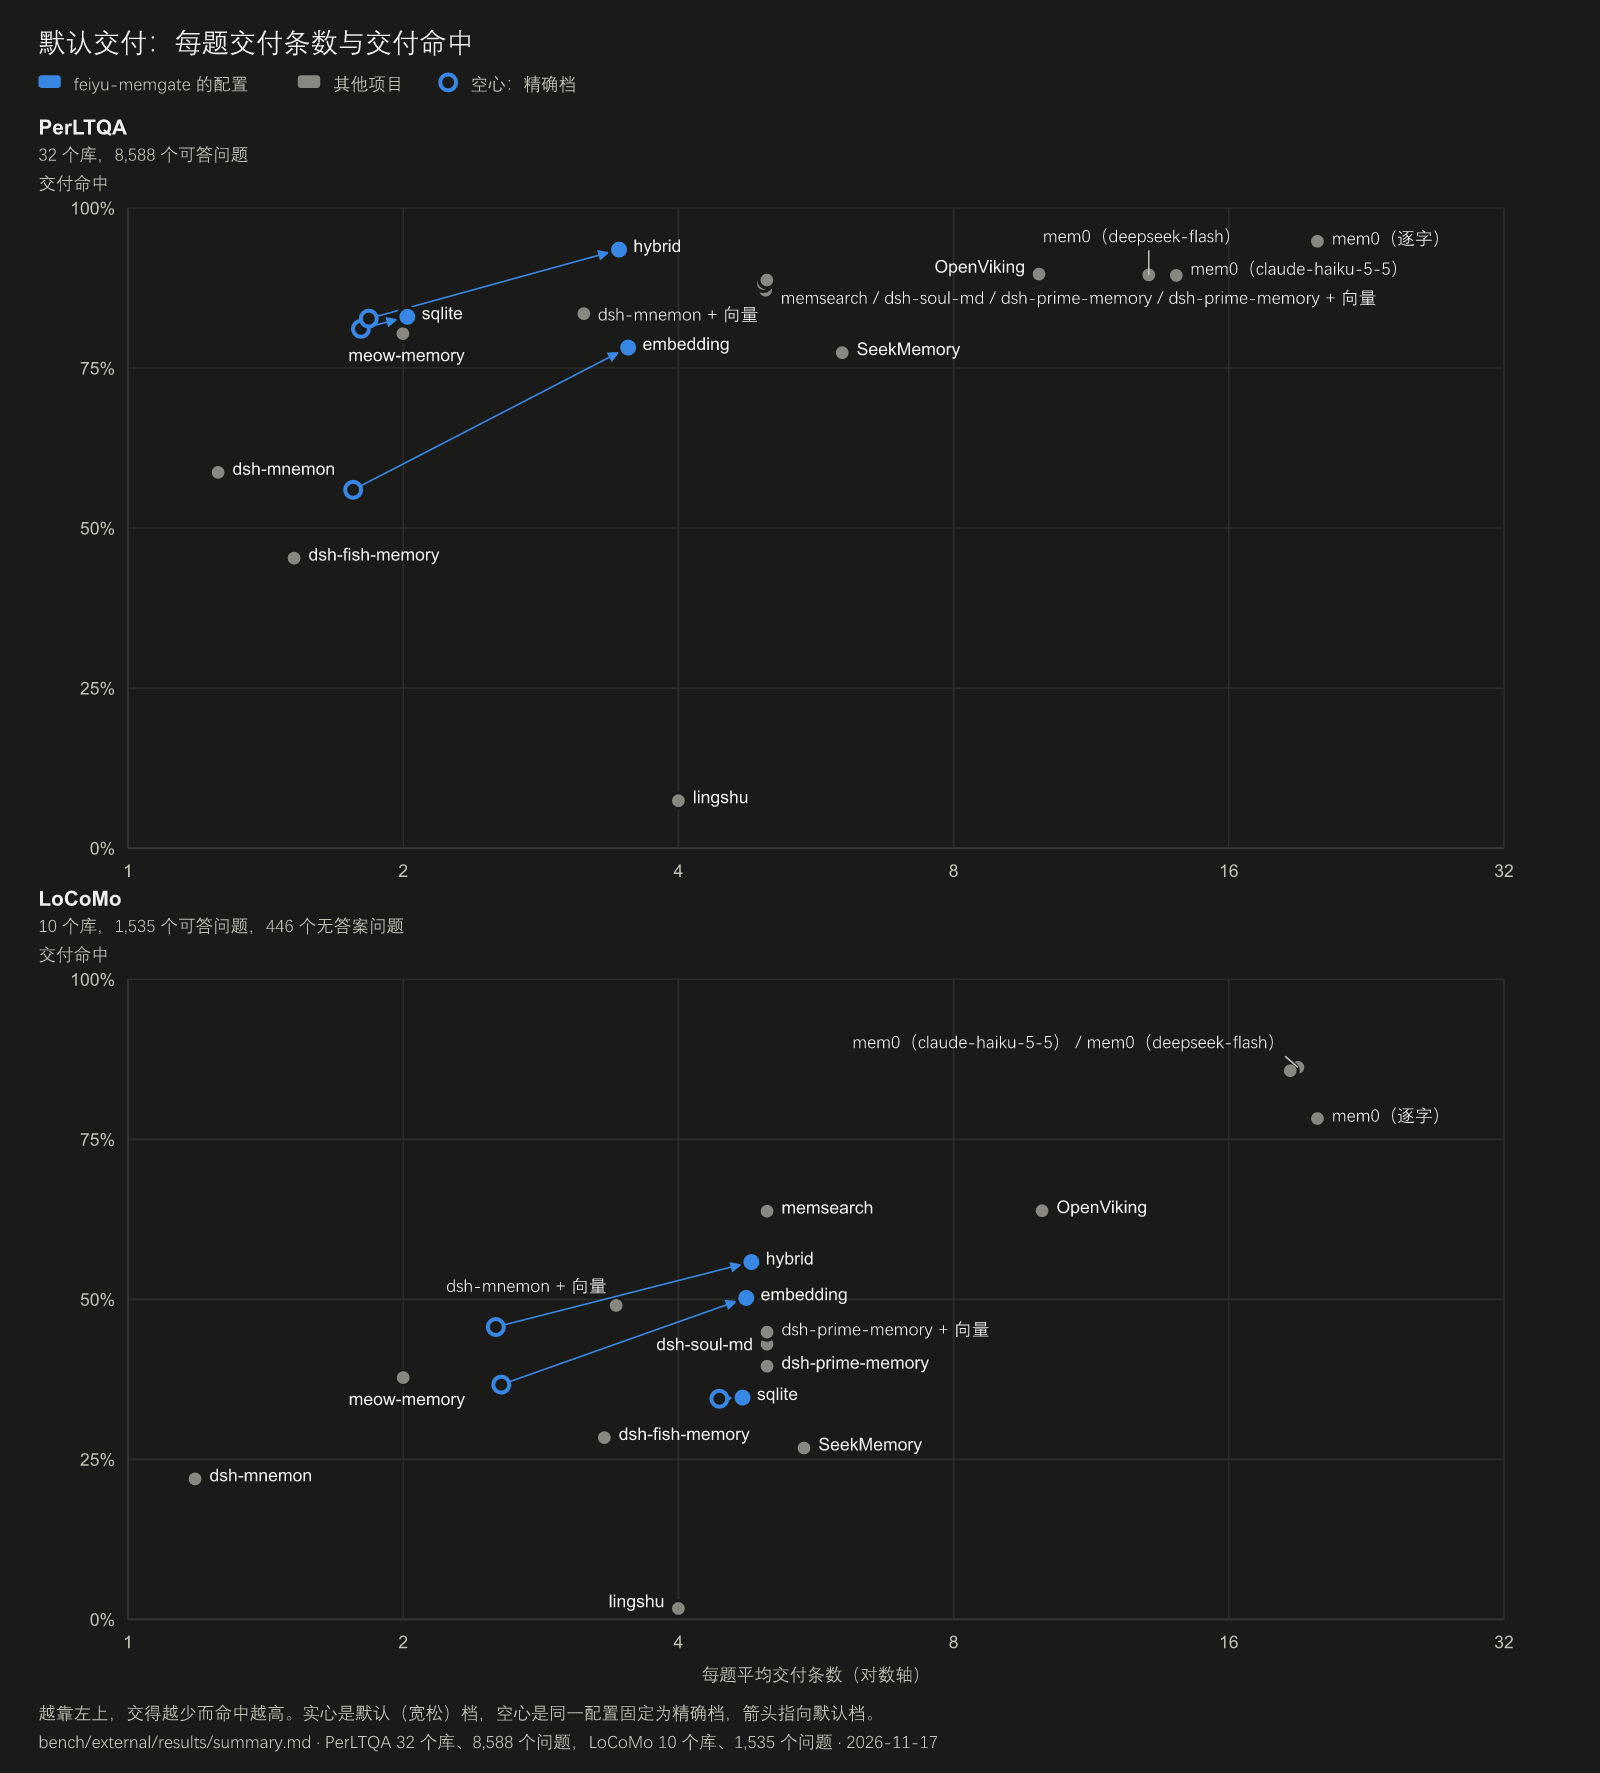 默认交付：每题交付条数与交付命中
feiyu-memgate 的配置 其他项目 空心：精确档
PerLTQA
32 个库，8,588 个可答问题
交付命中
100%
mem0（deepseek-flash） mem0（逐字）
hybrid
OpenViking mem0（claude-haiku-5-5）
memsearch / dsh-soul-md / dsh-prime-memory / dsh-prime-memory + 向量
sqlite dsh-mnemon + 向量
meow-memory embedding SeekMemory
75%
dsh-mnemon
50%
dsh-fish-memory
25%
lingshu
0%
1 2 4 8 16 32
LoCoMo
10 个库，1,535 个可答问题，446 个无答案问题
交付命中
100%
mem0（claude-haiku-5-5） / mem0（deepseek-flash）
mem0（逐字）
75%
memsearch OpenViking
hybrid
dsh-mnemon + 向量 embedding
50%
dsh-prime-memory + 向量
dsh-soul-md
dsh-prime-memory
meow-memory sqlite
dsh-fish-memory SeekMemory
25%
dsh-mnemon
lingshu
0%
1 2 4 8 16 32
每题平均交付条数（对数轴）
越靠左上，交得越少而命中越高。实心是默认（宽松）档，空心是同一配置固定为精确档，箭头指向默认档。
bench/external/results/summary.md · PerLTQA 32 个库、8,588 个问题，LoCoMo 10 个库、1,535 个问题 · 2026-11-17